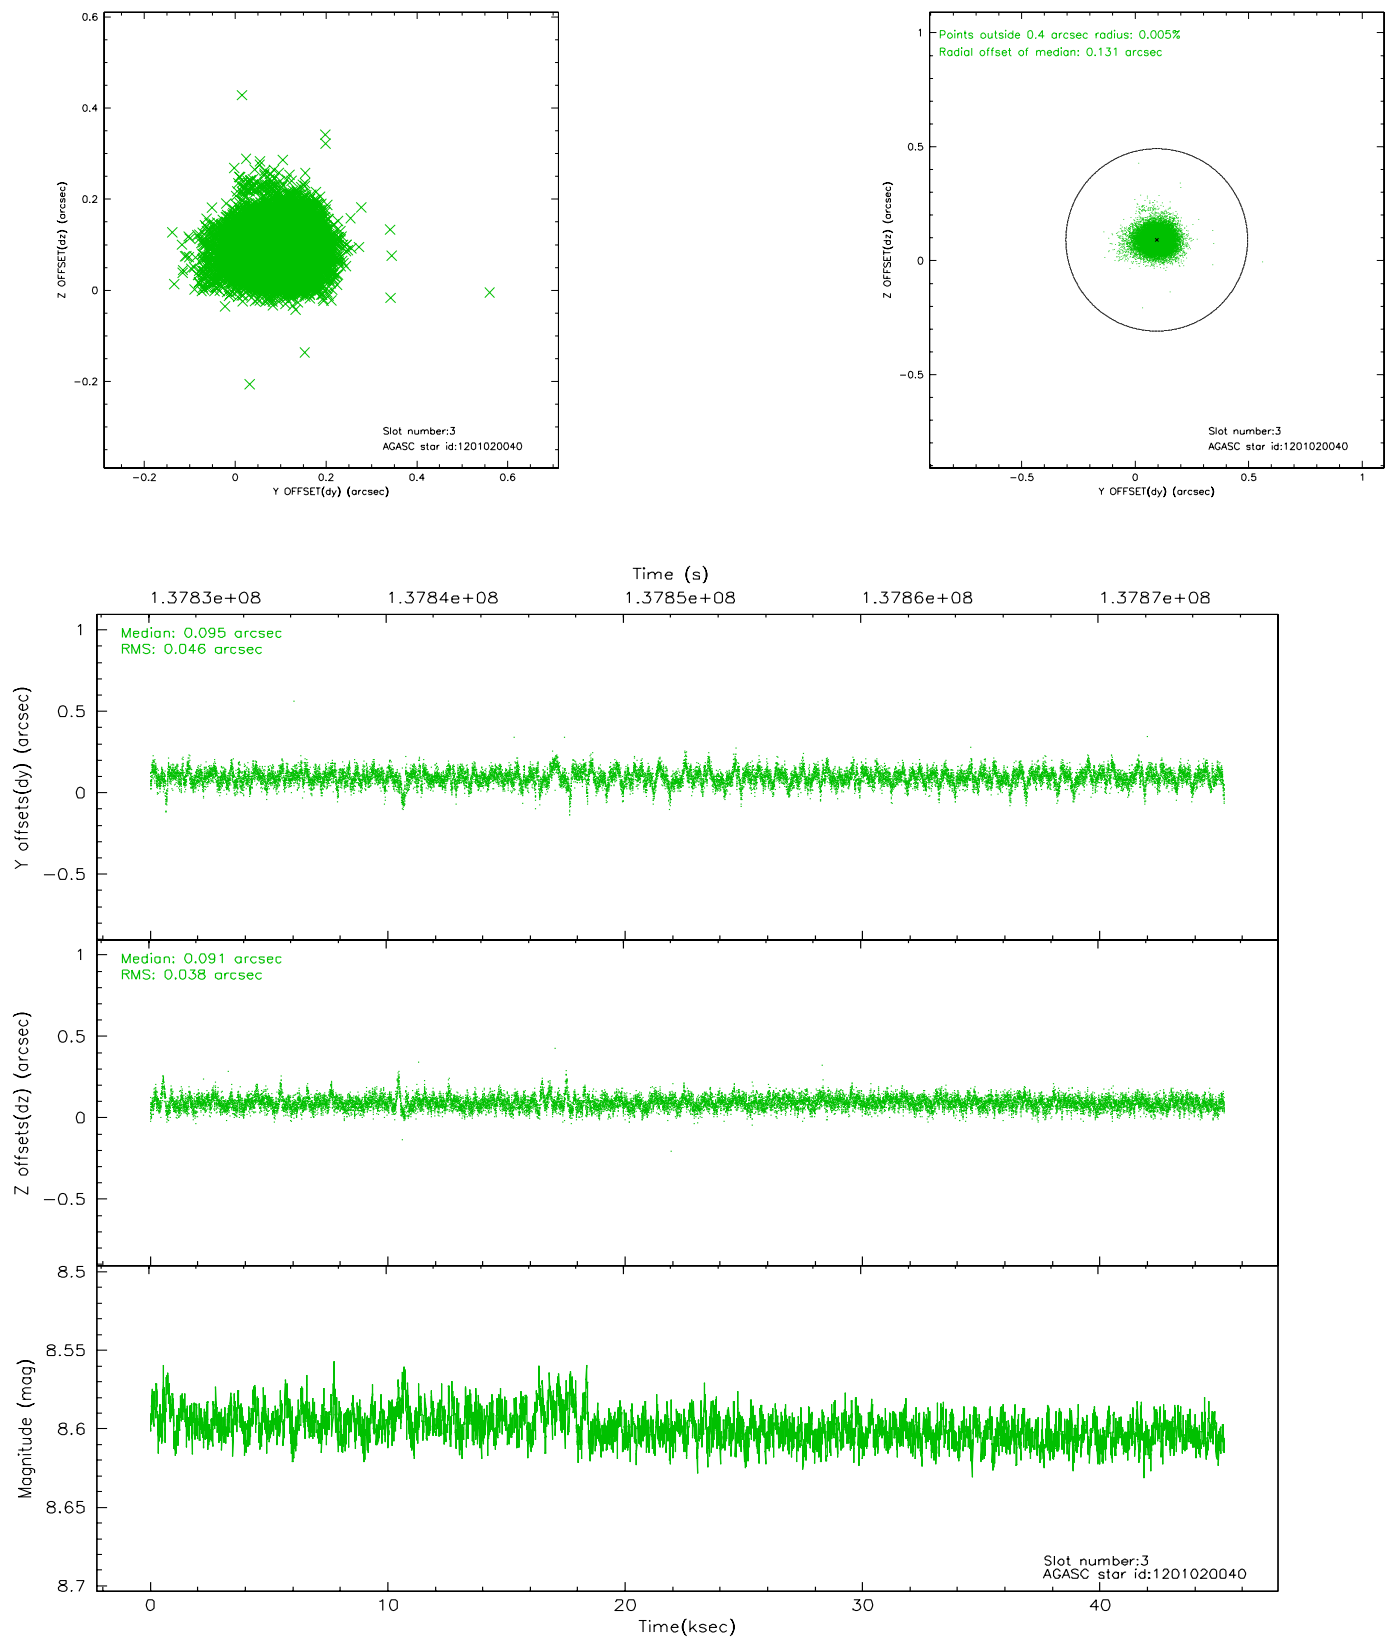 0.6
0.4
0.2
0
−0.2
Z OFFSET(dz) (arcsec)
Slot number:3
AGASC star id:1201020040
−0.2 0 0.2 0.4 0.6
Y OFFSET(dy) (arcsec)
Points outside 0.4 arcsec radius: 0.005%
Radial offset of median: 0.131 arcsec
1
0.5
0
−0.5
Z OFFSET(dz) (arcsec)
Slot number:3
AGASC star id:1201020040
−0.5 0 0.5 1
Y OFFSET(dy) (arcsec)
Time (s)
1.3783e+08 1.3784e+08 1.3785e+08 1.3786e+08 1.3787e+08
Median: 0.095 arcsec
RMS: 0.046 arcsec
1
0.5
0
−0.5
Y offsets(dy) (arcsec)
Median: 0.091 arcsec
RMS: 0.038 arcsec
1
0.5
0
−0.5
Z offsets(dz) (arcsec)
8.5
8.55
8.6
8.65
8.7
Magnitude (mag)
Slot number:3
AGASC star id:1201020040
0 10 20 30 40
Time(ksec)